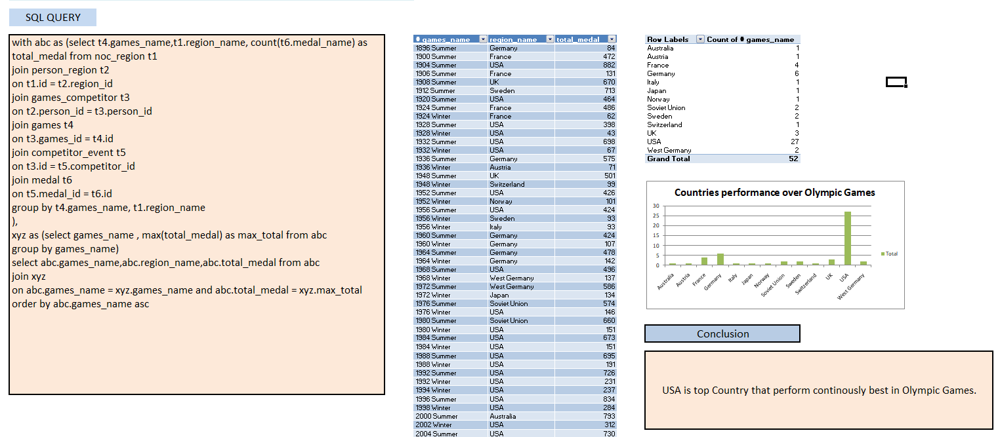 SQL QUERY
with abc as (select t4.games_name,t1.region_name, count(t6.medal_name) as
total_medal from noc_region t1
join person_region t2
on t1.id = t2.region_id
join games_competitor t3
on t2.person_id = t3.person_id
join games t4
on t3.games_id = t4.id
join competitor_event t5
on t3.id = t5.competitor_id
join medal t6
on t5.medal_id = t6.id
group by t4.games_name, t1.region_name
),
xyz as (select games_name , max(total_medal) as max_total from abc
group by games_name)
select abc.games_name,abc.region_name,abc.total_medal from abc
join xyz
on abc.games_name = xyz.games_name and abc.total_medal = xyz.max_total
order by abc.games_name asc
# games_name region_name total_medal
1896 Summer Germany 84
1900 Summer France 472
1904 Summer USA 882
1906 Summer France 131
1908 Summer UK 670
1912 Summer Sweden 713
1920 Summer USA 464
1924 Summer France 486
1924 Winter France 62
1928 Summer USA 398
1928 Winter USA 43
1932 Summer USA 698
1932 Winter USA 67
1936 Summer Germany 575
1936 Winter Austria 71
1948 Summer UK 501
1948 Winter Switzerland 99
1952 Summer USA 426
1952 Winter Norway 101
1956 Summer USA 424
1956 Winter Sweden 93
1956 Winter Italy 93
1960 Summer Germany 424
1960 Winter Germany 107
1964 Summer Germany 478
1964 Winter Germany 142
1968 Summer USA 496
1968 Winter West Germany 137
1972 Summer West Germany 586
1972 Winter Japan 134
1976 Summer Soviet Union 574
1976 Winter USA 146
1980 Summer Soviet Union 660
1980 Winter USA 151
1984 Summer USA 673
1984 Winter USA 151
1988 Summer USA 695
1988 Winter USA 191
1992 Summer USA 726
1992 Winter USA 231
1994 Winter USA 237
1996 Summer USA 834
1998 Winter USA 284
2000 Summer Australia 793
2002 Winter USA 312
2004 Summer USA 730
Row Labels Count of # games_name
Australia 1
Austria 1
France 4
Germany 6
Italy 1
Japan 1
Norway 1
Soviet Union 2
Sweden 2
Switzerland 1
UK 3
USA 27
West Germany 2
Grand Total 52
Countries performance over Olympic Games
30
25
20
15
10
5
0
Australia
Austria
France
Germany
Italy
Japan
Norway
Soviet Union
Sweden
Switzerland
UK
USA
West Germany
Total
Conclusion
USA is top Country that perform continously best in Olympic Games.